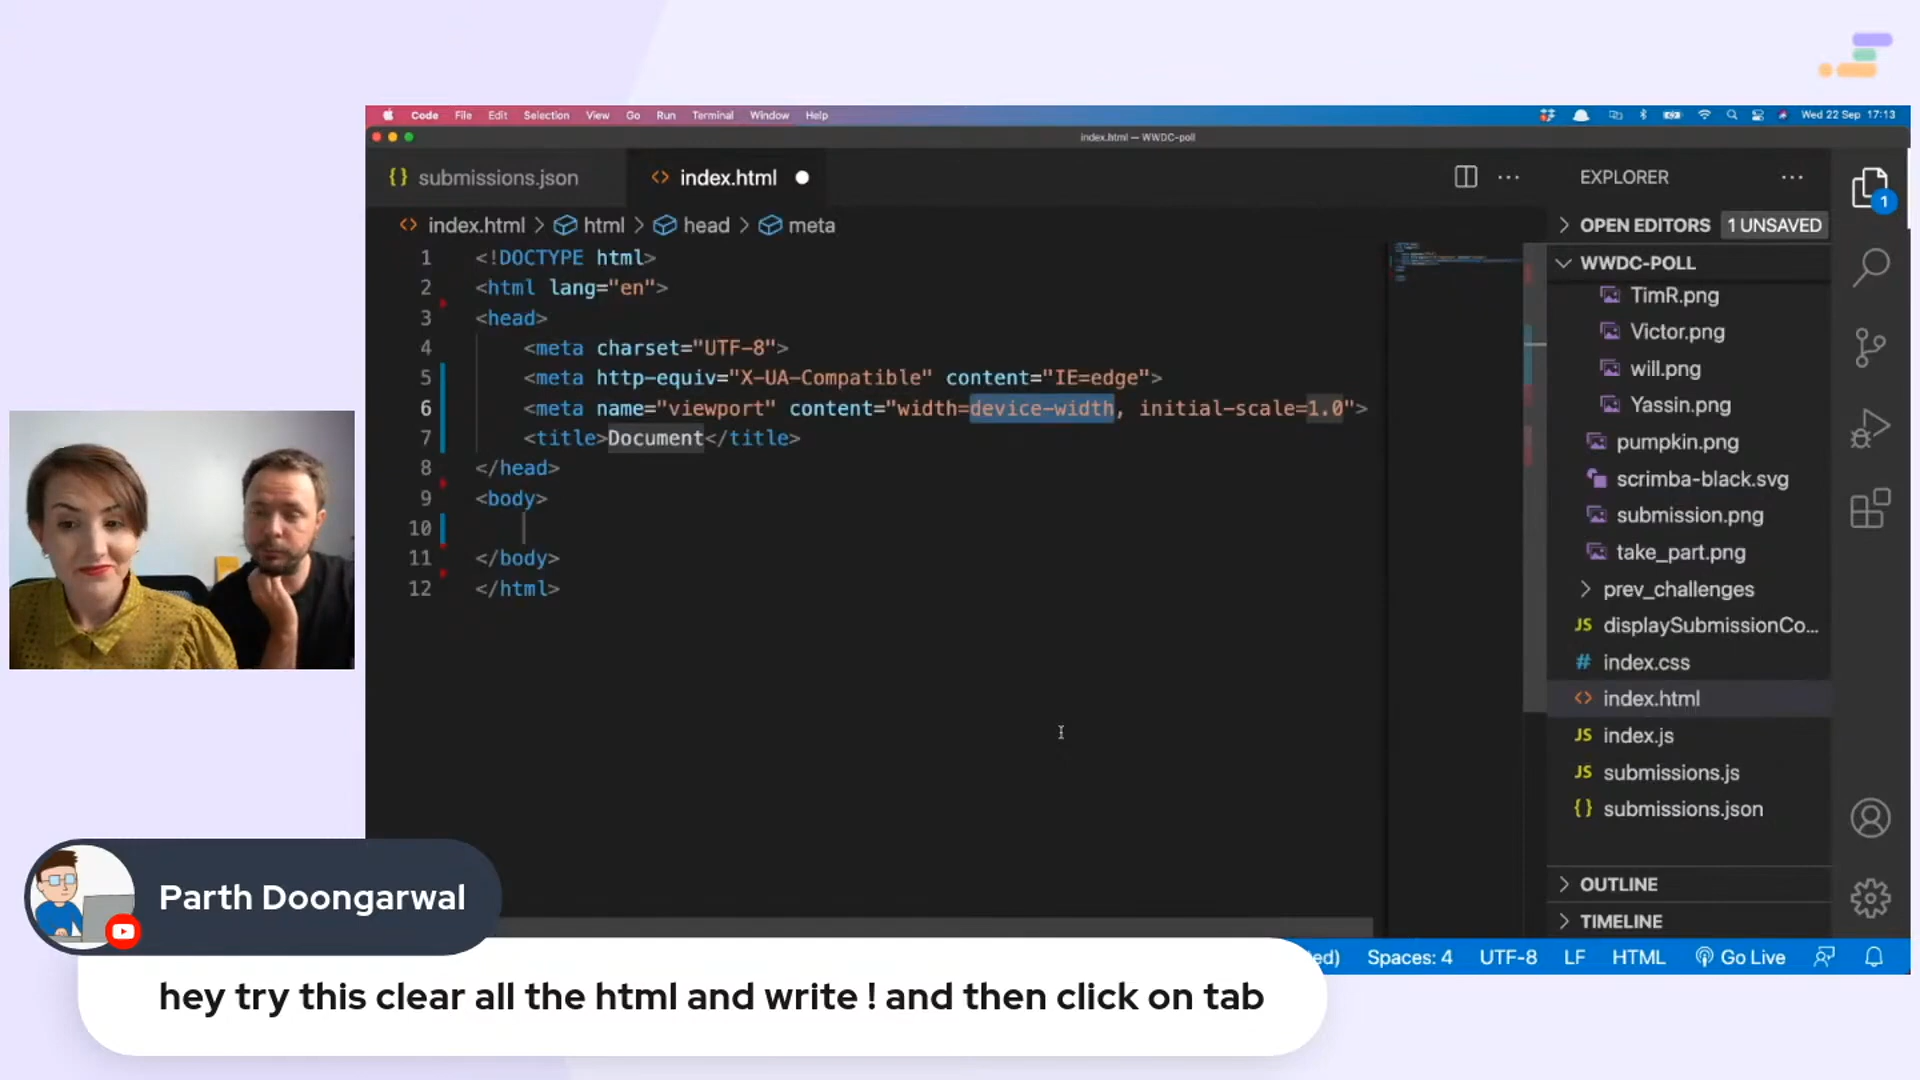 Code File Edit Selection View Go Run Terminal Window Help Wed 22 Sep 17:13
index.html — WWDC-poll
{} submissions.json <> index.html
<> index.html > html > head > meta
1 <!DOCTYPE html>
2 <html lang="en">
3 <head>
4 <meta charset="UTF-8">
5 <meta http-equiv="X-UA-Compatible" content="IE=edge">
6 <meta name="viewport" content="width=device-width, initial-scale=1.0">
7 <title>Document</title>
8 </head>
9 <body>
10
11 </body>
12 </html>
EXPLORER
1
OPEN EDITORS 1 UNSAVED
WWDC-POLL
TimR.png
Victor.png
will.png
Yassin.png
pumpkin.png
scrimba-black.svg
submission.png
take_part.png
prev_challenges
JS displaySubmissionCo...
# index.css
<> index.html
JS index.js
JS submissions.js
{} submissions.json
OUTLINE
TIMELINE
ed) Spaces: 4 UTF-8 LF HTML Go Live
Parth Doongarwal
hey try this clear all the html and write ! and then click on tab